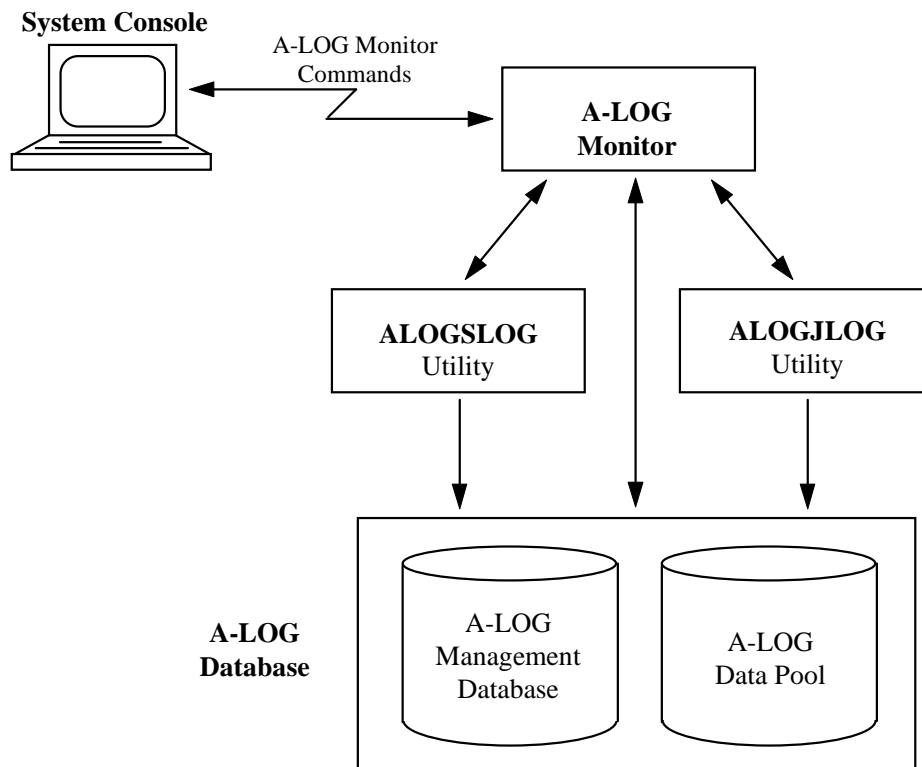 System Console
A-LOG Monitor
Commands
A-LOG
Monitor
ALOGSLOG
Utility
ALOGJLOG
Utility
A-LOG
Database
A-LOG
Management
Database
A-LOG
Data Pool